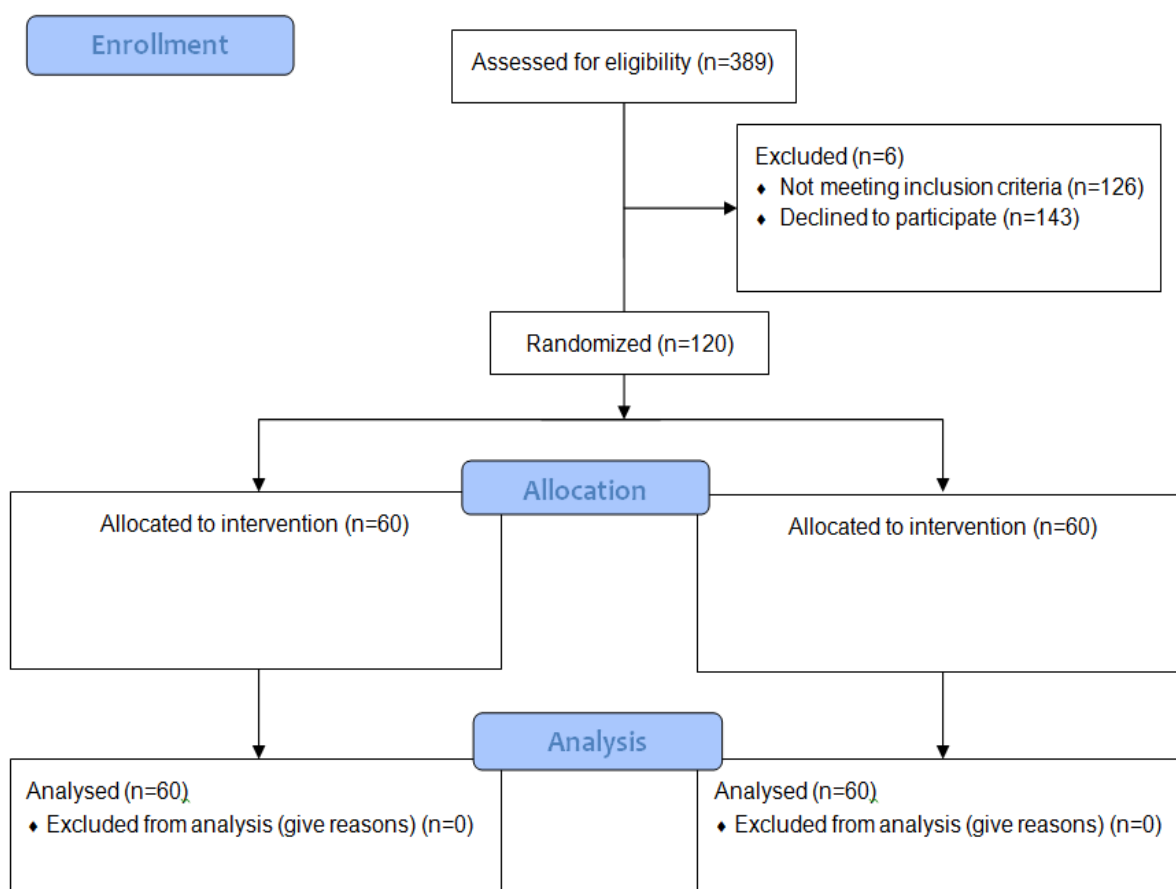 Enrollment
Assessed for eligibility (n=389)
Excluded (n=6)
♦ Not meeting inclusion criteria (n=126)
♦ Declined to participate (n=143)
Randomized (n=120)
Allocation
Allocated to intervention (n=60)
Allocated to intervention (n=60)
Analysis
Analysed (n=60)
♦ Excluded from analysis (give reasons) (n=0)
Analysed (n=60)
♦ Excluded from analysis (give reasons) (n=0)